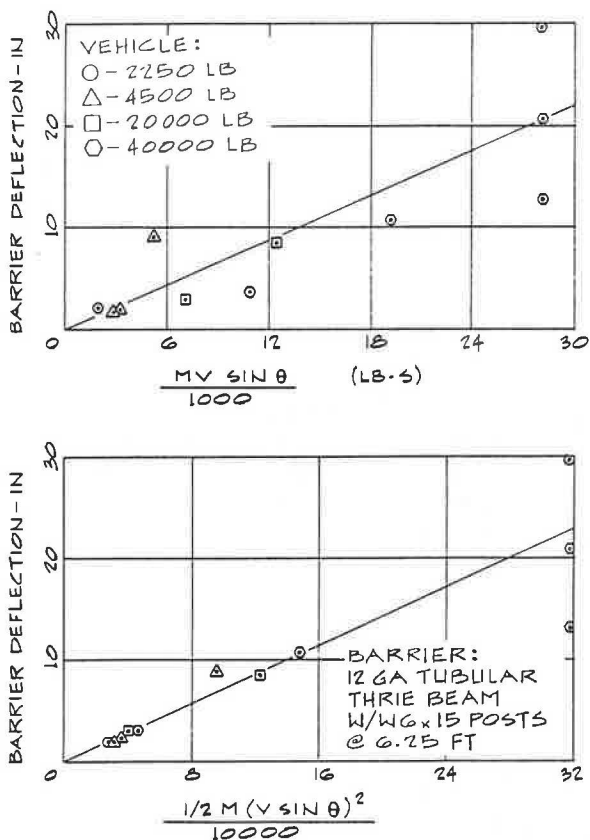 BARRIER DEFLECTION-IN
30
20
10
VEHICLE:
○-2250 LB
△-4500 LB
□-20000 LB
⬡-40000 LB
0 6 12 18 24 30
MV SIN θ (LB·S)
1000
BARRIER DEFLECTION-IN
30
20
10
BARRIER:
12 GA TUBULAR
THRIE BEAM
W/W6x15 POSTS
@ 6.25 FT
0 8 16 24 32
1/2 M (V SIN θ)²
10000